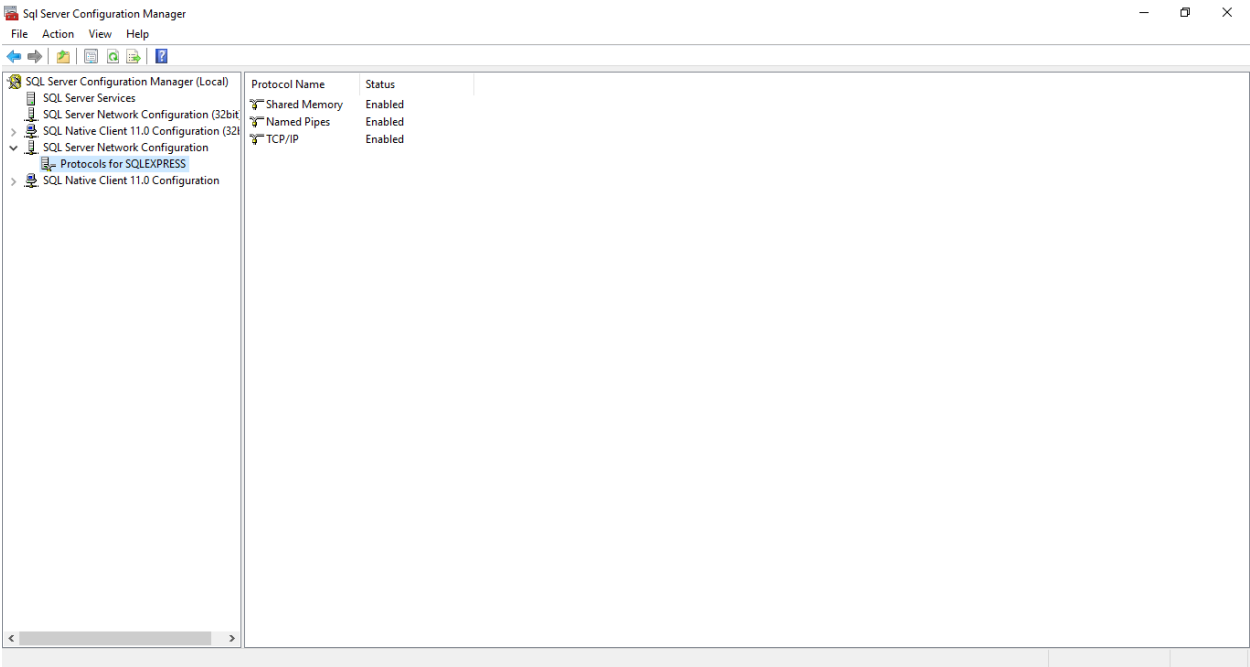 Sql Server Configuration Manager
File Action View Help
SQL Server Configuration Manager (Local)
SQL Server Services
SQL Server Network Configuration (32bit
SQL Native Client 11.0 Configuration (32b
SQL Server Network Configuration
Protocols for SQLEXPRESS
SQL Native Client 11.0 Configuration
Protocol Name Status
Shared Memory Enabled
Named Pipes Enabled
TCP/IP Enabled